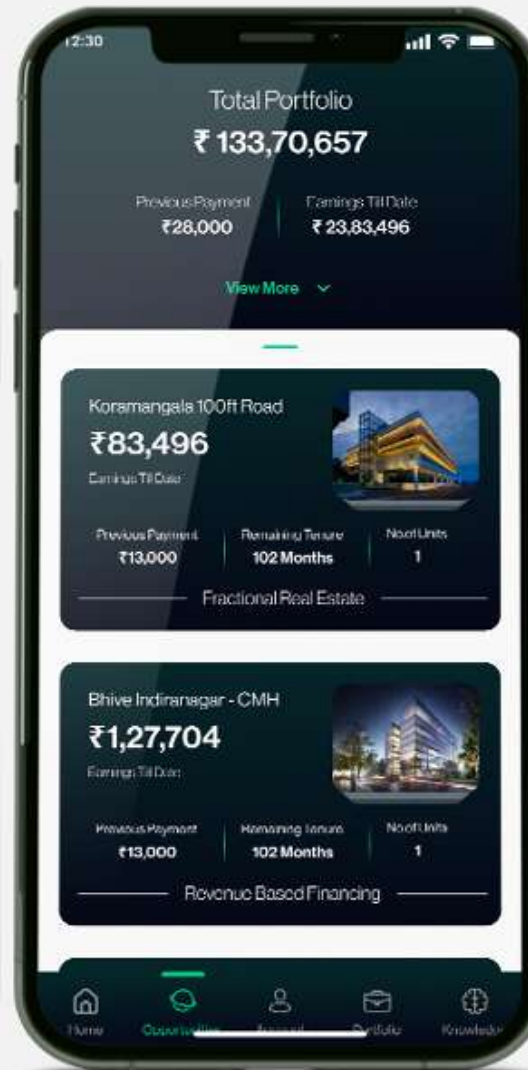 12:30
Total Portfolio
₹ 133,70,657
Previous Payment Earnings Till Date
₹28,000 ₹ 23,83,496
View More
Koramangala 100ft Road
₹83,496
Earnings Till Date
Previous Payment Remaining Tenure No of Units
₹13,000 102 Months 1
Fractional Real Estate
Bhive Indiranagar - CMH
₹1,27,704
Earnings Till Date
Previous Payment Remaining Tenure No of Units
₹13,000 102 Months 1
Revenue Based Financing
Home Opportunities Account Portfolio Knowledge